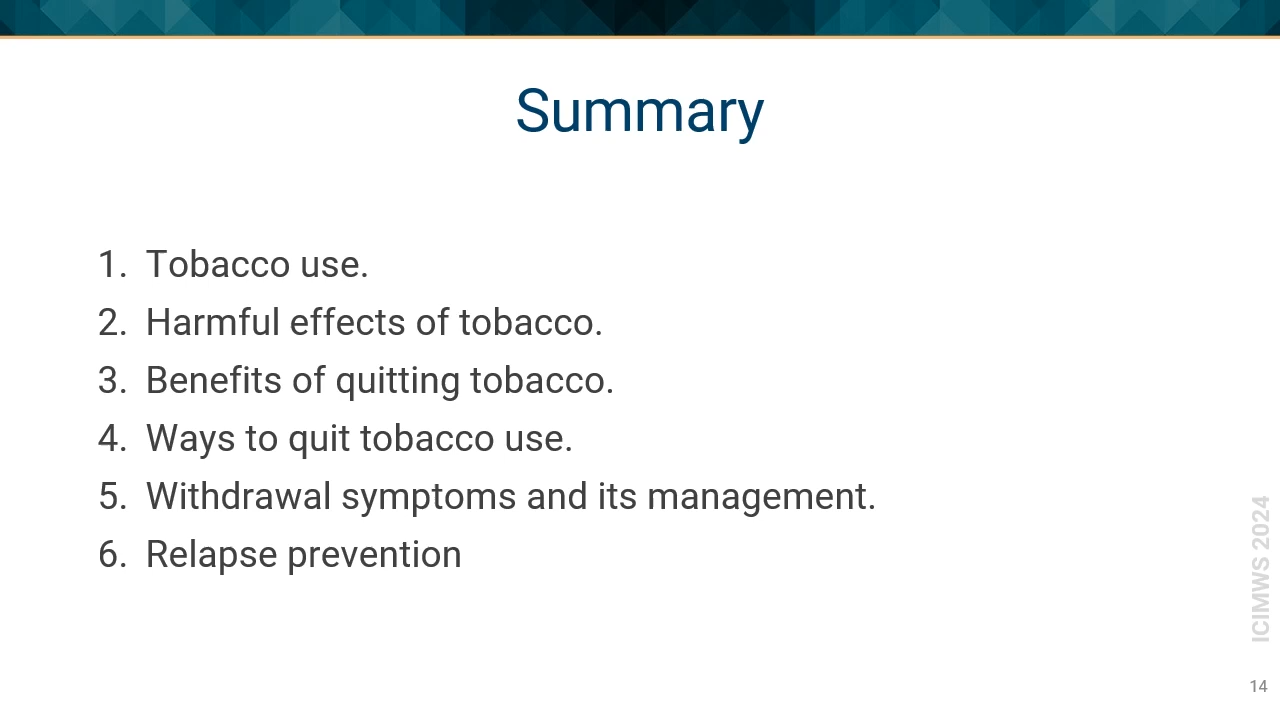 Summary
1. Tobacco use.
2. Harmful effects of tobacco.
3. Benefits of quitting tobacco.
4. Ways to quit tobacco use.
5. Withdrawal symptoms and its management.
6. Relapse prevention
ICIMWS 2024
14